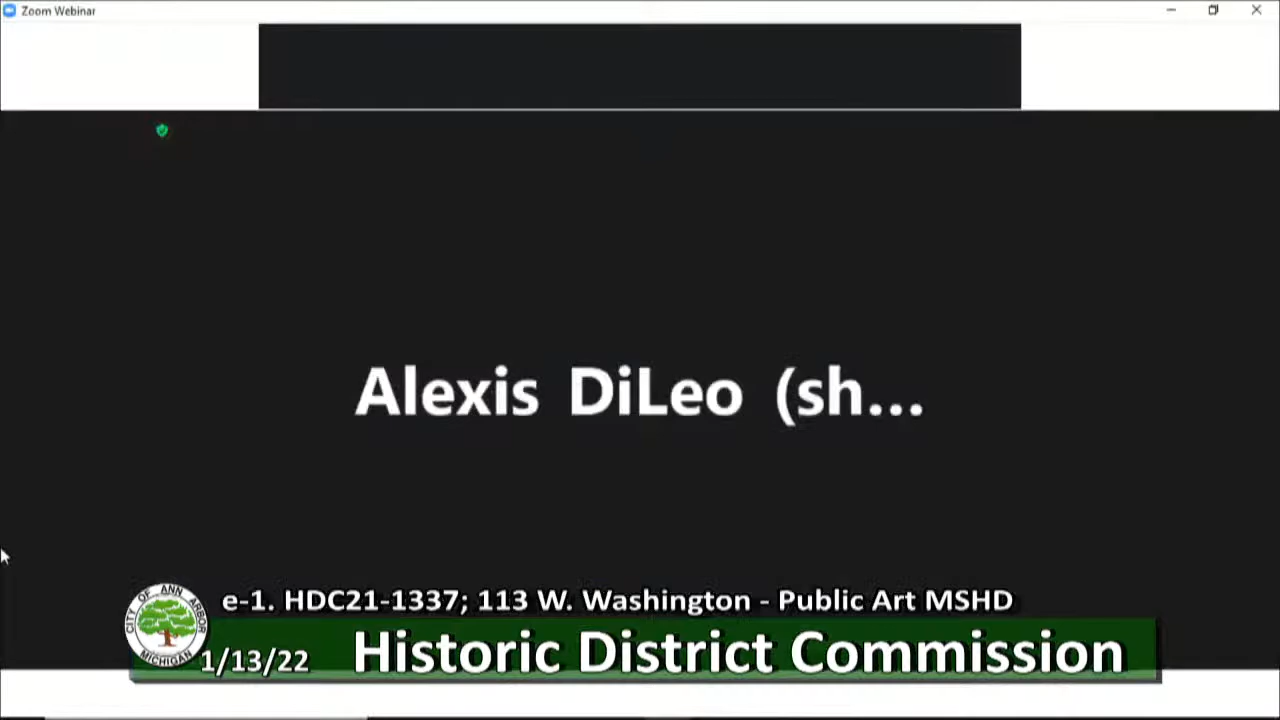 Zoom Webinar
Alexis DiLeo (sh...
e-1. HDC21-1337; 113 W. Washington - Public Art MSHD
CITY OF ANN ARBOR
MICHIGAN
1/13/22 Historic District Commission